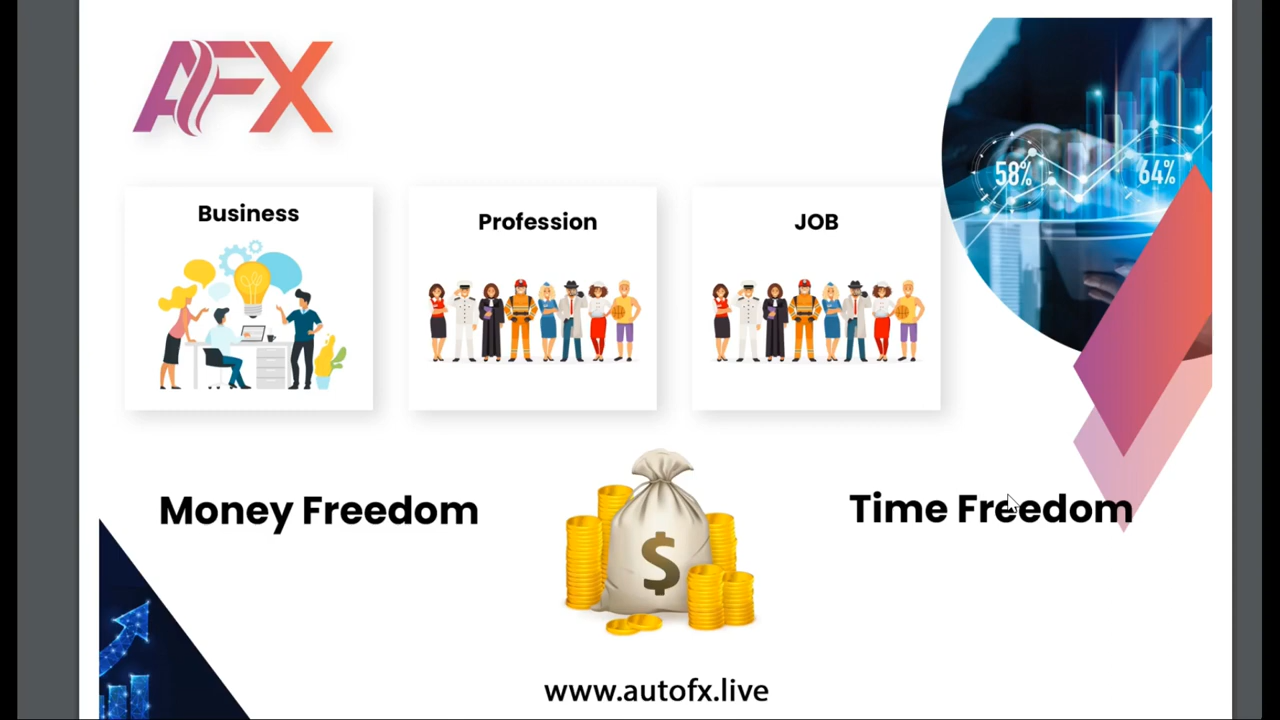 AFX
58%
64%
Business
Profession
JOB
Money Freedom
$
Time Freedom
www.autofx.live